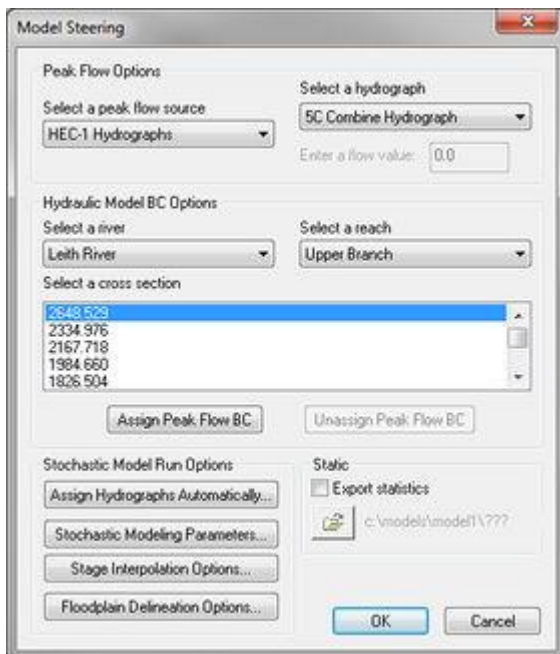 Model Steering
Peak Flow Options
Select a peak flow source
HEC-1 Hydrographs
Select a hydrograph
5C Combine Hydrograph
Enter a flow value: 0.0
Hydraulic Model BC Options
Select a river
Leith River
Select a reach
Upper Branch
Select a cross section
2648.529
2334.976
2167.718
1984.660
1826.504
Assign Peak Flow BC
Unassign Peak Flow BC
Stochastic Model Run Options
Assign Hydrographs Automatically...
Stochastic Modeling Parameters...
Stage Interpolation Options...
Floodplain Delineation Options...
Static
Export statistics
c:\models\model1\???
OK
Cancel